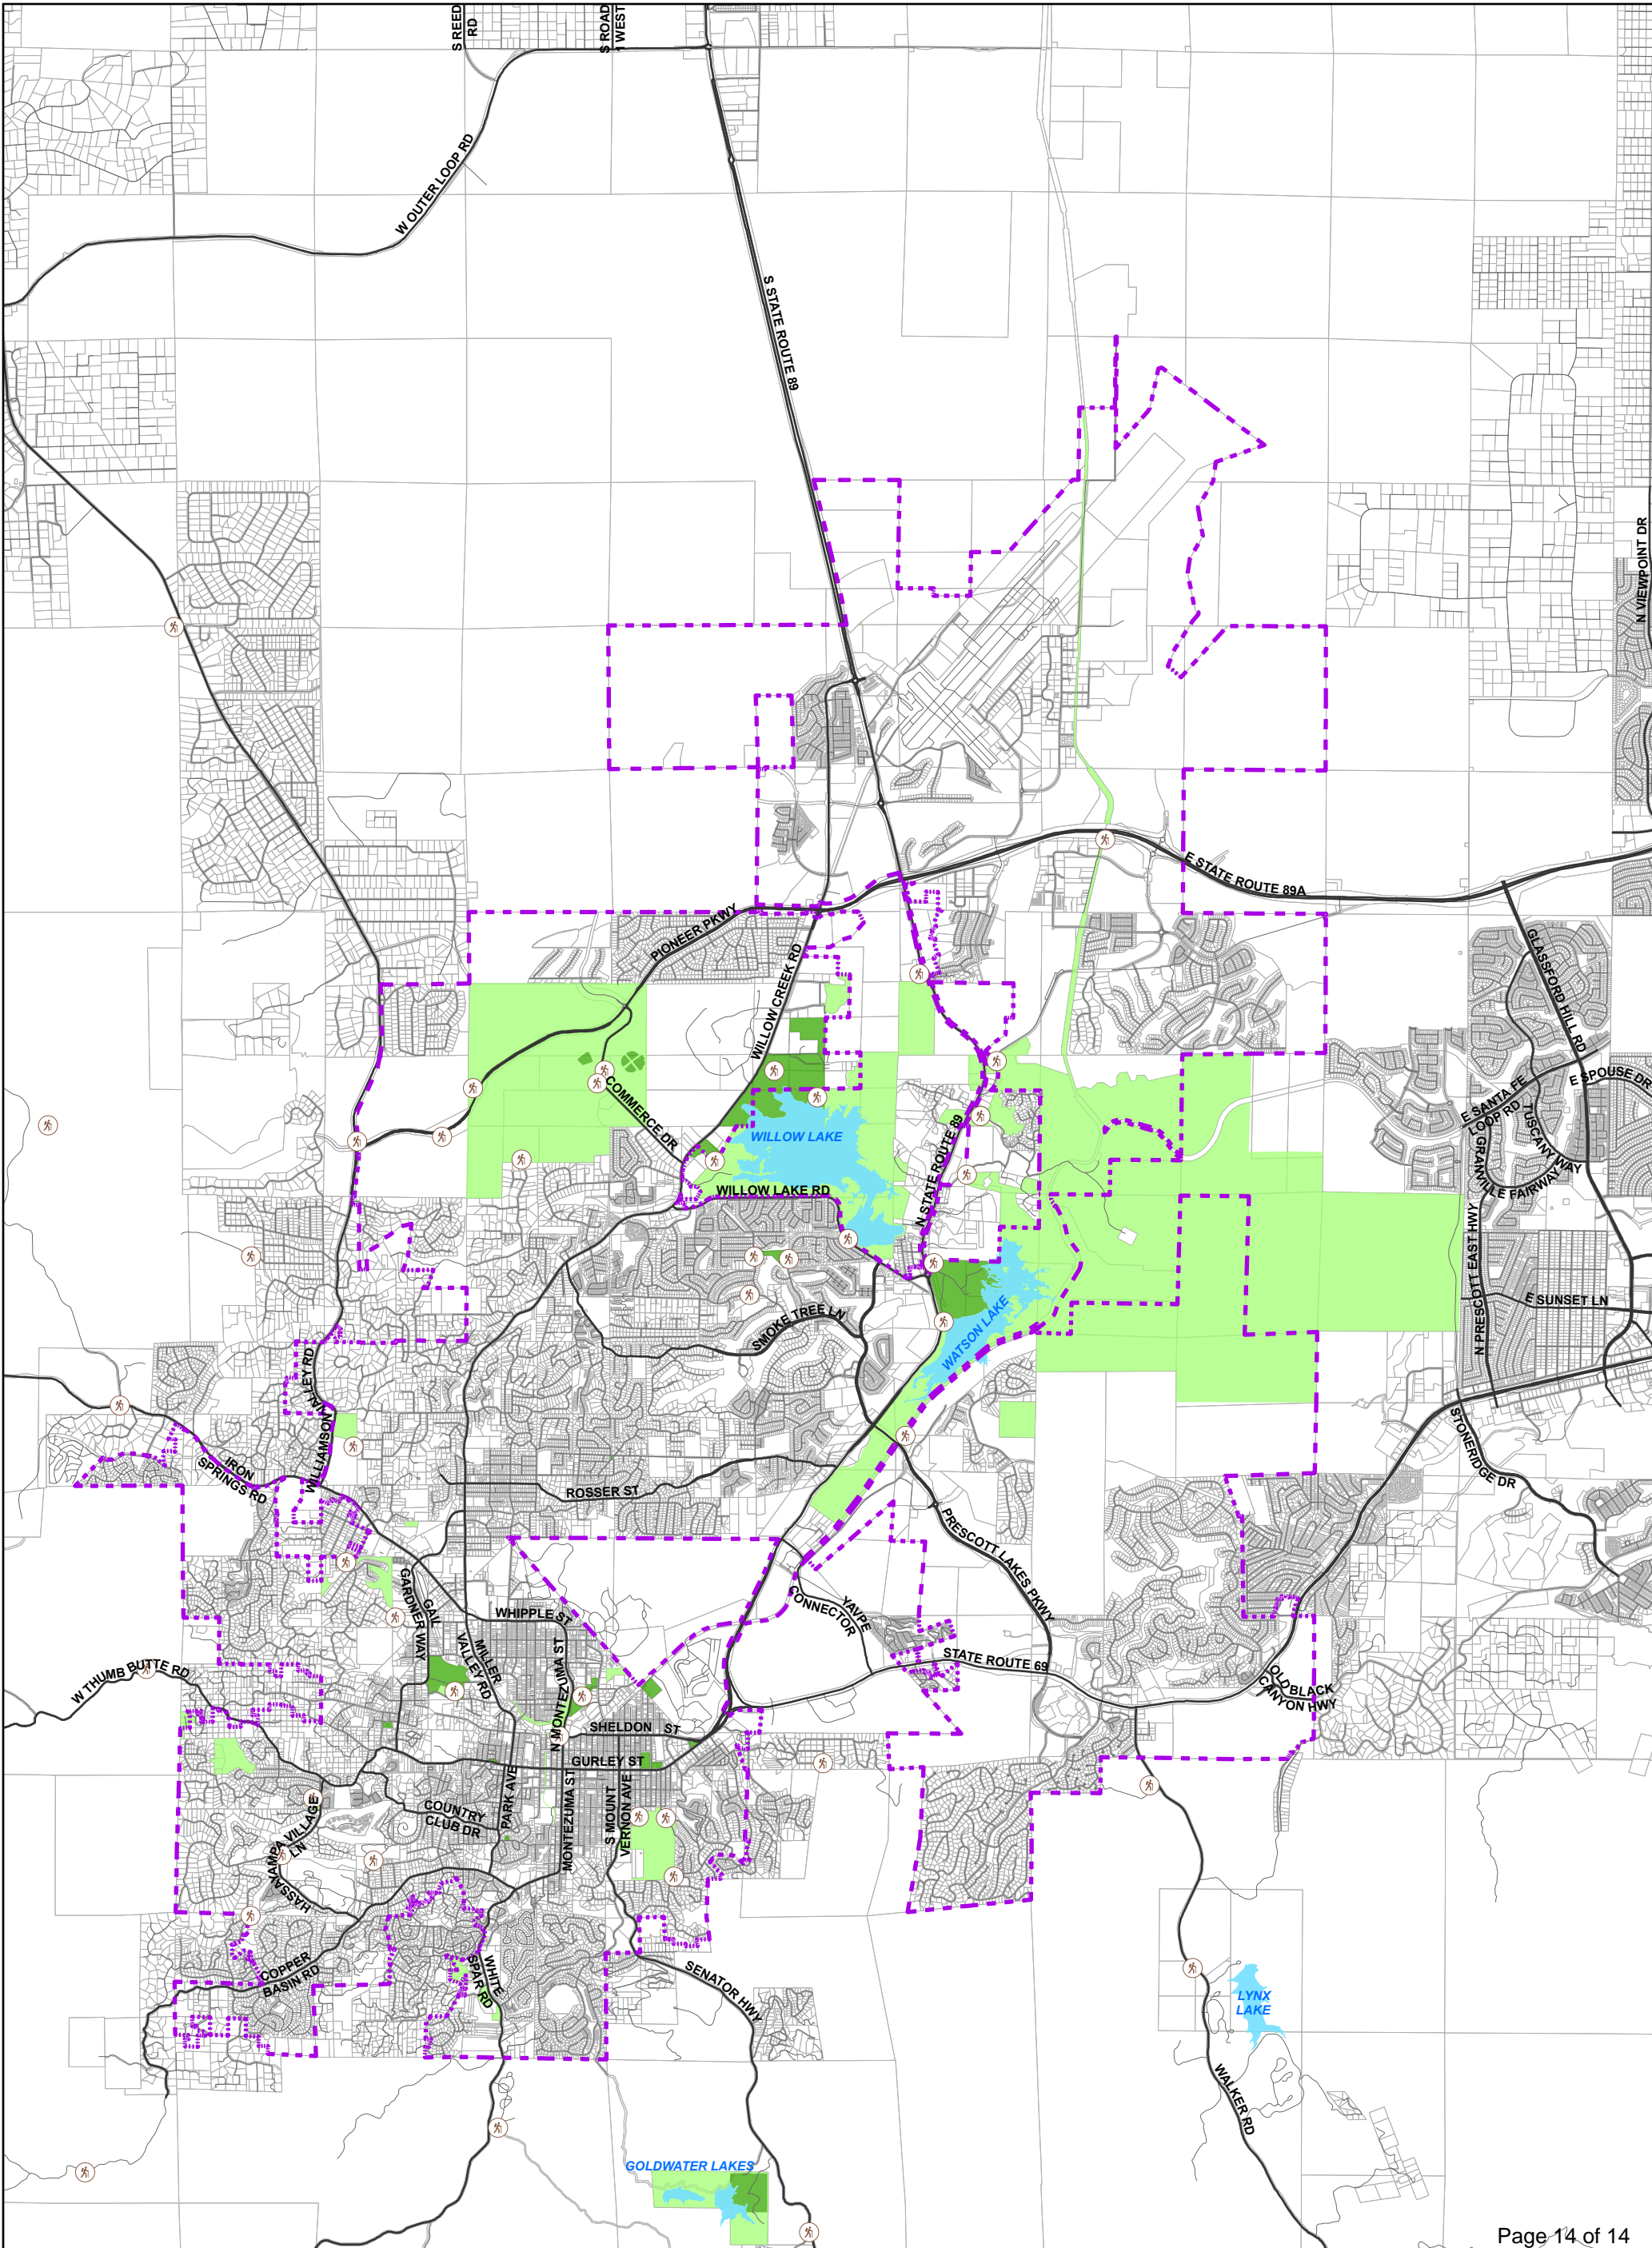 S REED
RD
S ROAD
1 WEST
W OUTER LOOP RD
S STATE ROUTE 89
N VIEWPOINT DR
E STATE ROUTE 89A
PIONEER PKWY
WILLOW CREEK RD
GLASSFORD HILL RD
E SPOUSE DR
E SANTA FE
LOOP RD
TUSCANY WAY
GRANVILLE FAIRWAY
COMMERCE DR
WILLOW LAKE
N STATE ROUTE 89
WILLOW LAKE RD
N PRESCOTT EAST HWY
E SUNSET LN
SMOKE TREE LN
WATSON LAKE
WILLIAMSON
VALLEY RD
STONERIDGE DR
IRON
SPRINGS RD
ROSSER ST
PRESCOTT LAKES PKWY
GAIL
GARDNER WAY
WHIPPLE ST
YAVPE
CONNECTOR
MILLER
VALLEY RD
N MONTEZUMA ST
STATE ROUTE 69
W THUMB BUTTE RD
OLD BLACK
CANYON HWY
SHELDON ST
GURLEY ST
PARK AVE
MONTEZUMA ST
S MOUNT
VERNON AVE
COUNTRY
CLUB DR
HASSAYAMPA VILLAGE
LN
COPPER
BASIN RD
WHITE
SPAR RD
SENATOR HWY
LYNX
LAKE
WALKER RD
GOLDWATER LAKES
Page 14 of 14